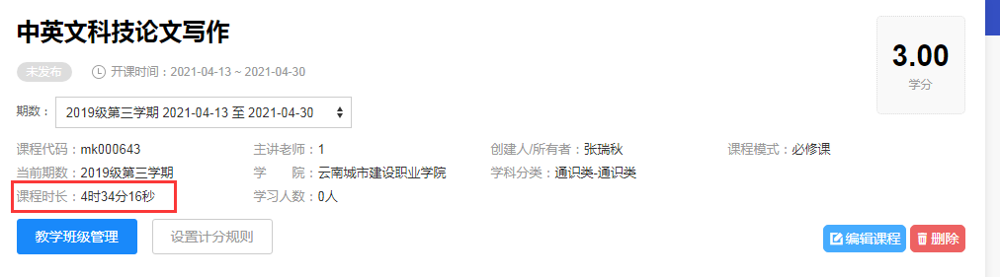 中英文科技论文写作
3.00
学分
未发布 开课时间：2021-04-13 ~ 2021-04-30
期数： 2019级第三学期 2021-04-13 至 2021-04-30
课程代码：mk000643 主讲老师：1 创建人/所有者：张瑞秋 课程模式：必修课
当前期数：2019级第三学期 学 院：云南城市建设职业学院 学科分类：通识类-通识类
课程时长：4时34分16秒 学习人数：0人
教学班级管理 设置计分规则 编辑课程 删除